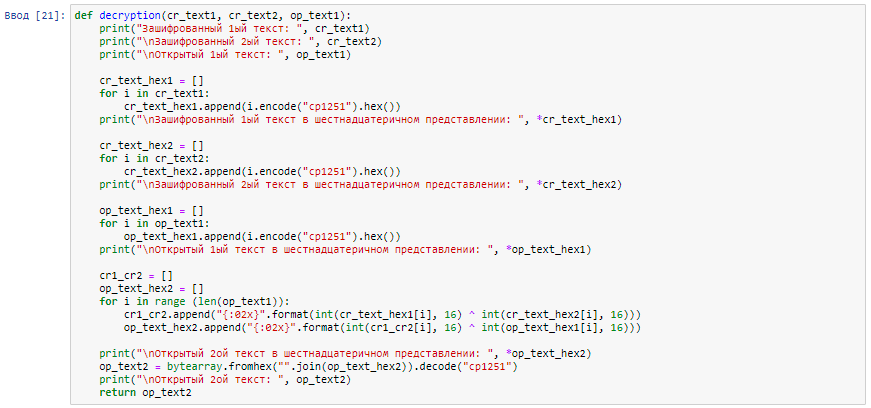 Ввод [21]: def decryption(cr_text1, cr_text2, op_text1):
    print("Зашифрованный 1ый текст: ", cr_text1)
    print("\nЗашифрованный 2ый текст: ", cr_text2)
    print("\nОткрытый 1ый текст: ", op_text1)

    cr_text_hex1 = []
    for i in cr_text1:
        cr_text_hex1.append(i.encode("cp1251").hex())
    print("\nЗашифрованный 1ый текст в шестнадцатеричном представлении: ", *cr_text_hex1)

    cr_text_hex2 = []
    for i in cr_text2:
        cr_text_hex2.append(i.encode("cp1251").hex())
    print("\nЗашифрованный 2ый текст в шестнадцатеричном представлении: ", *cr_text_hex2)

    op_text_hex1 = []
    for i in op_text1:
        op_text_hex1.append(i.encode("cp1251").hex())
    print("\nОткрытый 1ый текст в шестнадцатеричном представлении: ", *op_text_hex1)

    cr1_cr2 = []
    op_text_hex2 = []
    for i in range (len(op_text1)):
        cr1_cr2.append("{:02x}".format(int(cr_text_hex1[i], 16) ^ int(cr_text_hex2[i], 16)))
        op_text_hex2.append("{:02x}".format(int(cr1_cr2[i], 16) ^ int(op_text_hex1[i], 16)))

    print("\nОткрытый 2ой текст в шестнадцатеричном представлении: ", *op_text_hex2)
    op_text2 = bytearray.fromhex("".join(op_text_hex2)).decode("cp1251")
    print("\nОткрытый 2ой текст: ", op_text2)
    return op_text2